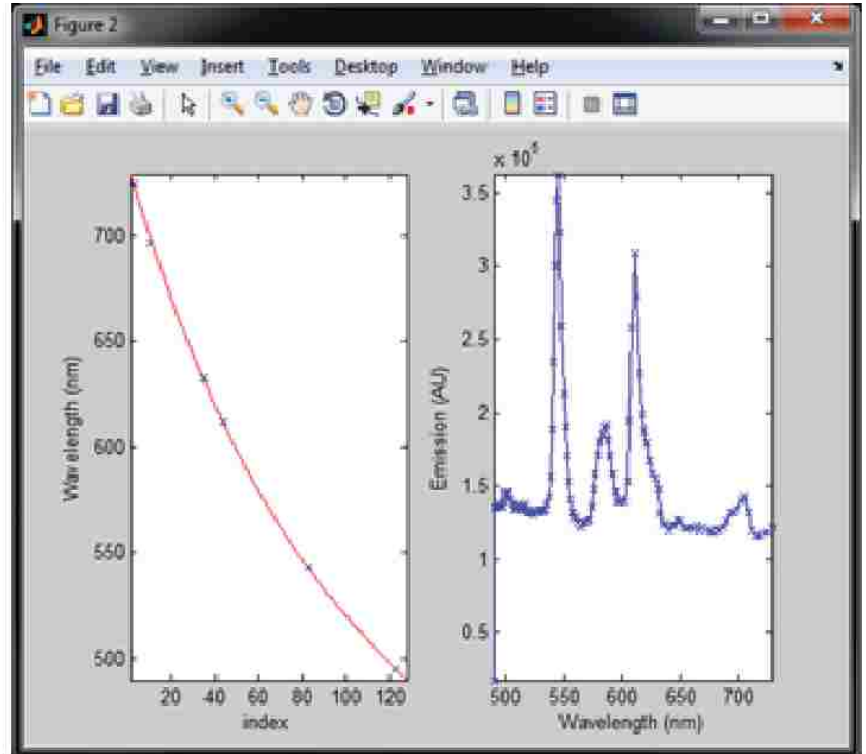 Figure 2
File Edit View Insert Tools Desktop Window Help
700
650
600
550
500
Wavelength (nm)
20 40 60 80 100 120
index
x 10^5
3.5
3
2.5
2
1.5
1
0.5
Emission (AU)
500 550 600 650 700
Wavelength (nm)